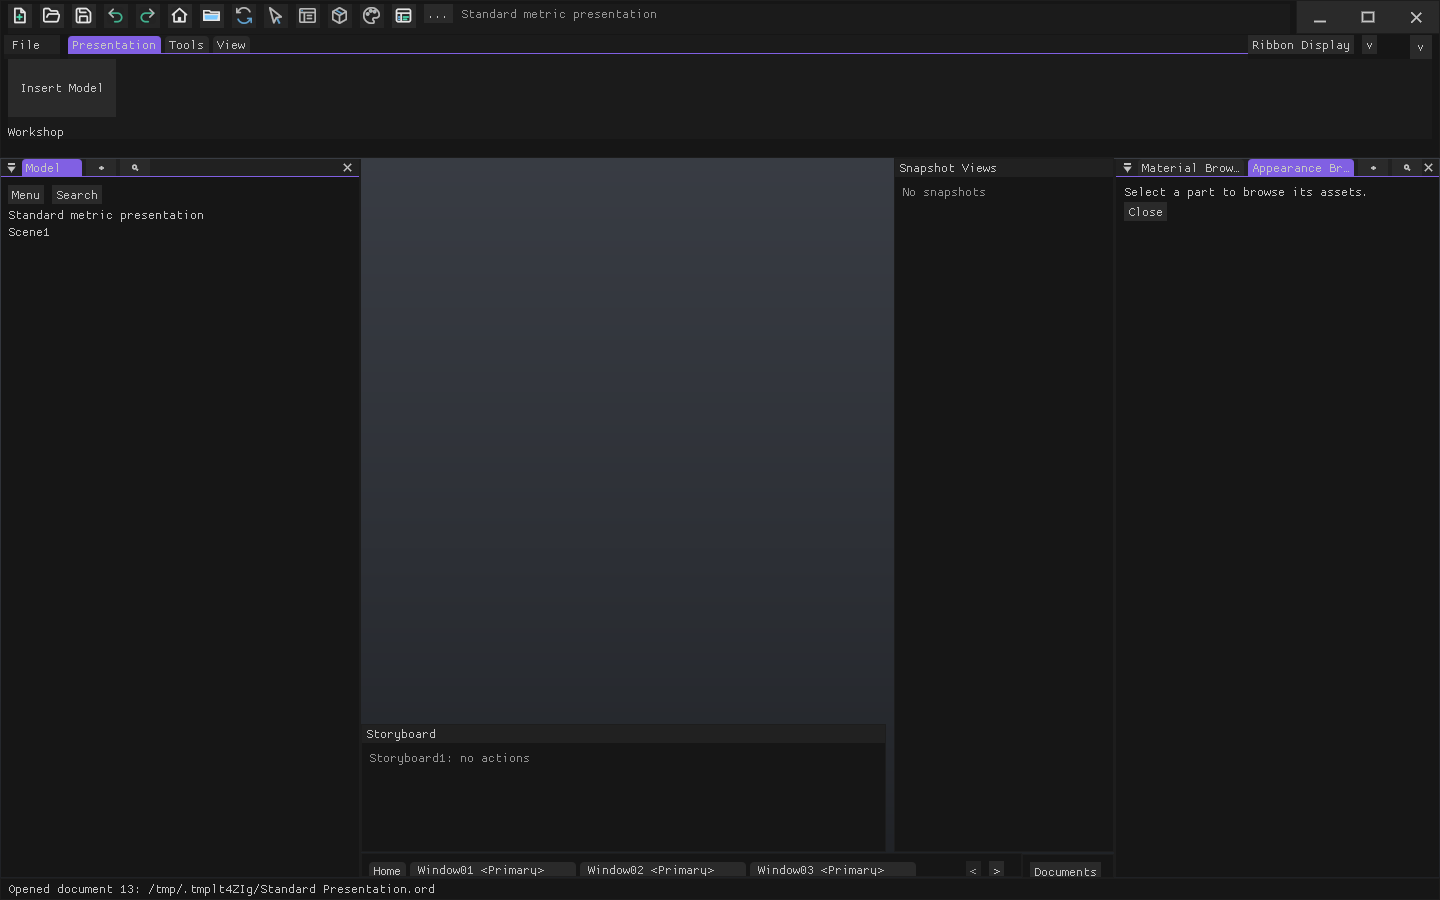 ... Standard metric presentation
File Presentation Tools View Ribbon Display v v
Insert Model
Workshop
Model
Menu Search
Standard metric presentation
Scene1
Snapshot Views
No snapshots
Material Brow… Appearance Br…
Select a part to browse its assets.
Close
Storyboard
Storyboard1: no actions
Home Window01 <Primary> Window02 <Primary> Window03 <Primary> < > Documents
Opened document 13: /tmp/.tmplt4ZIg/Standard Presentation.ord